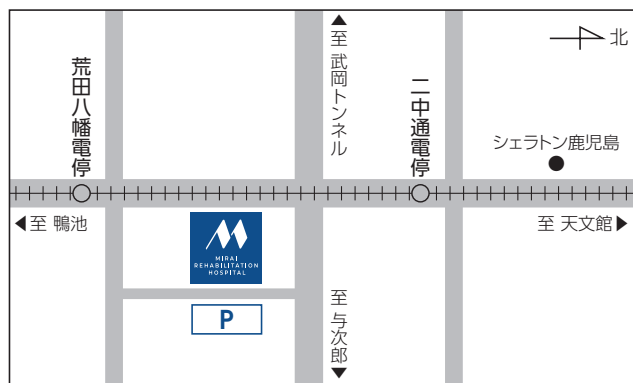 至 武岡トンネル
北
荒田八幡電停
二中通電停
シェラトン鹿児島
至 鴨池
至 天文館
MIRAI
REHABILITATION
HOSPITAL
P
至 与次郎